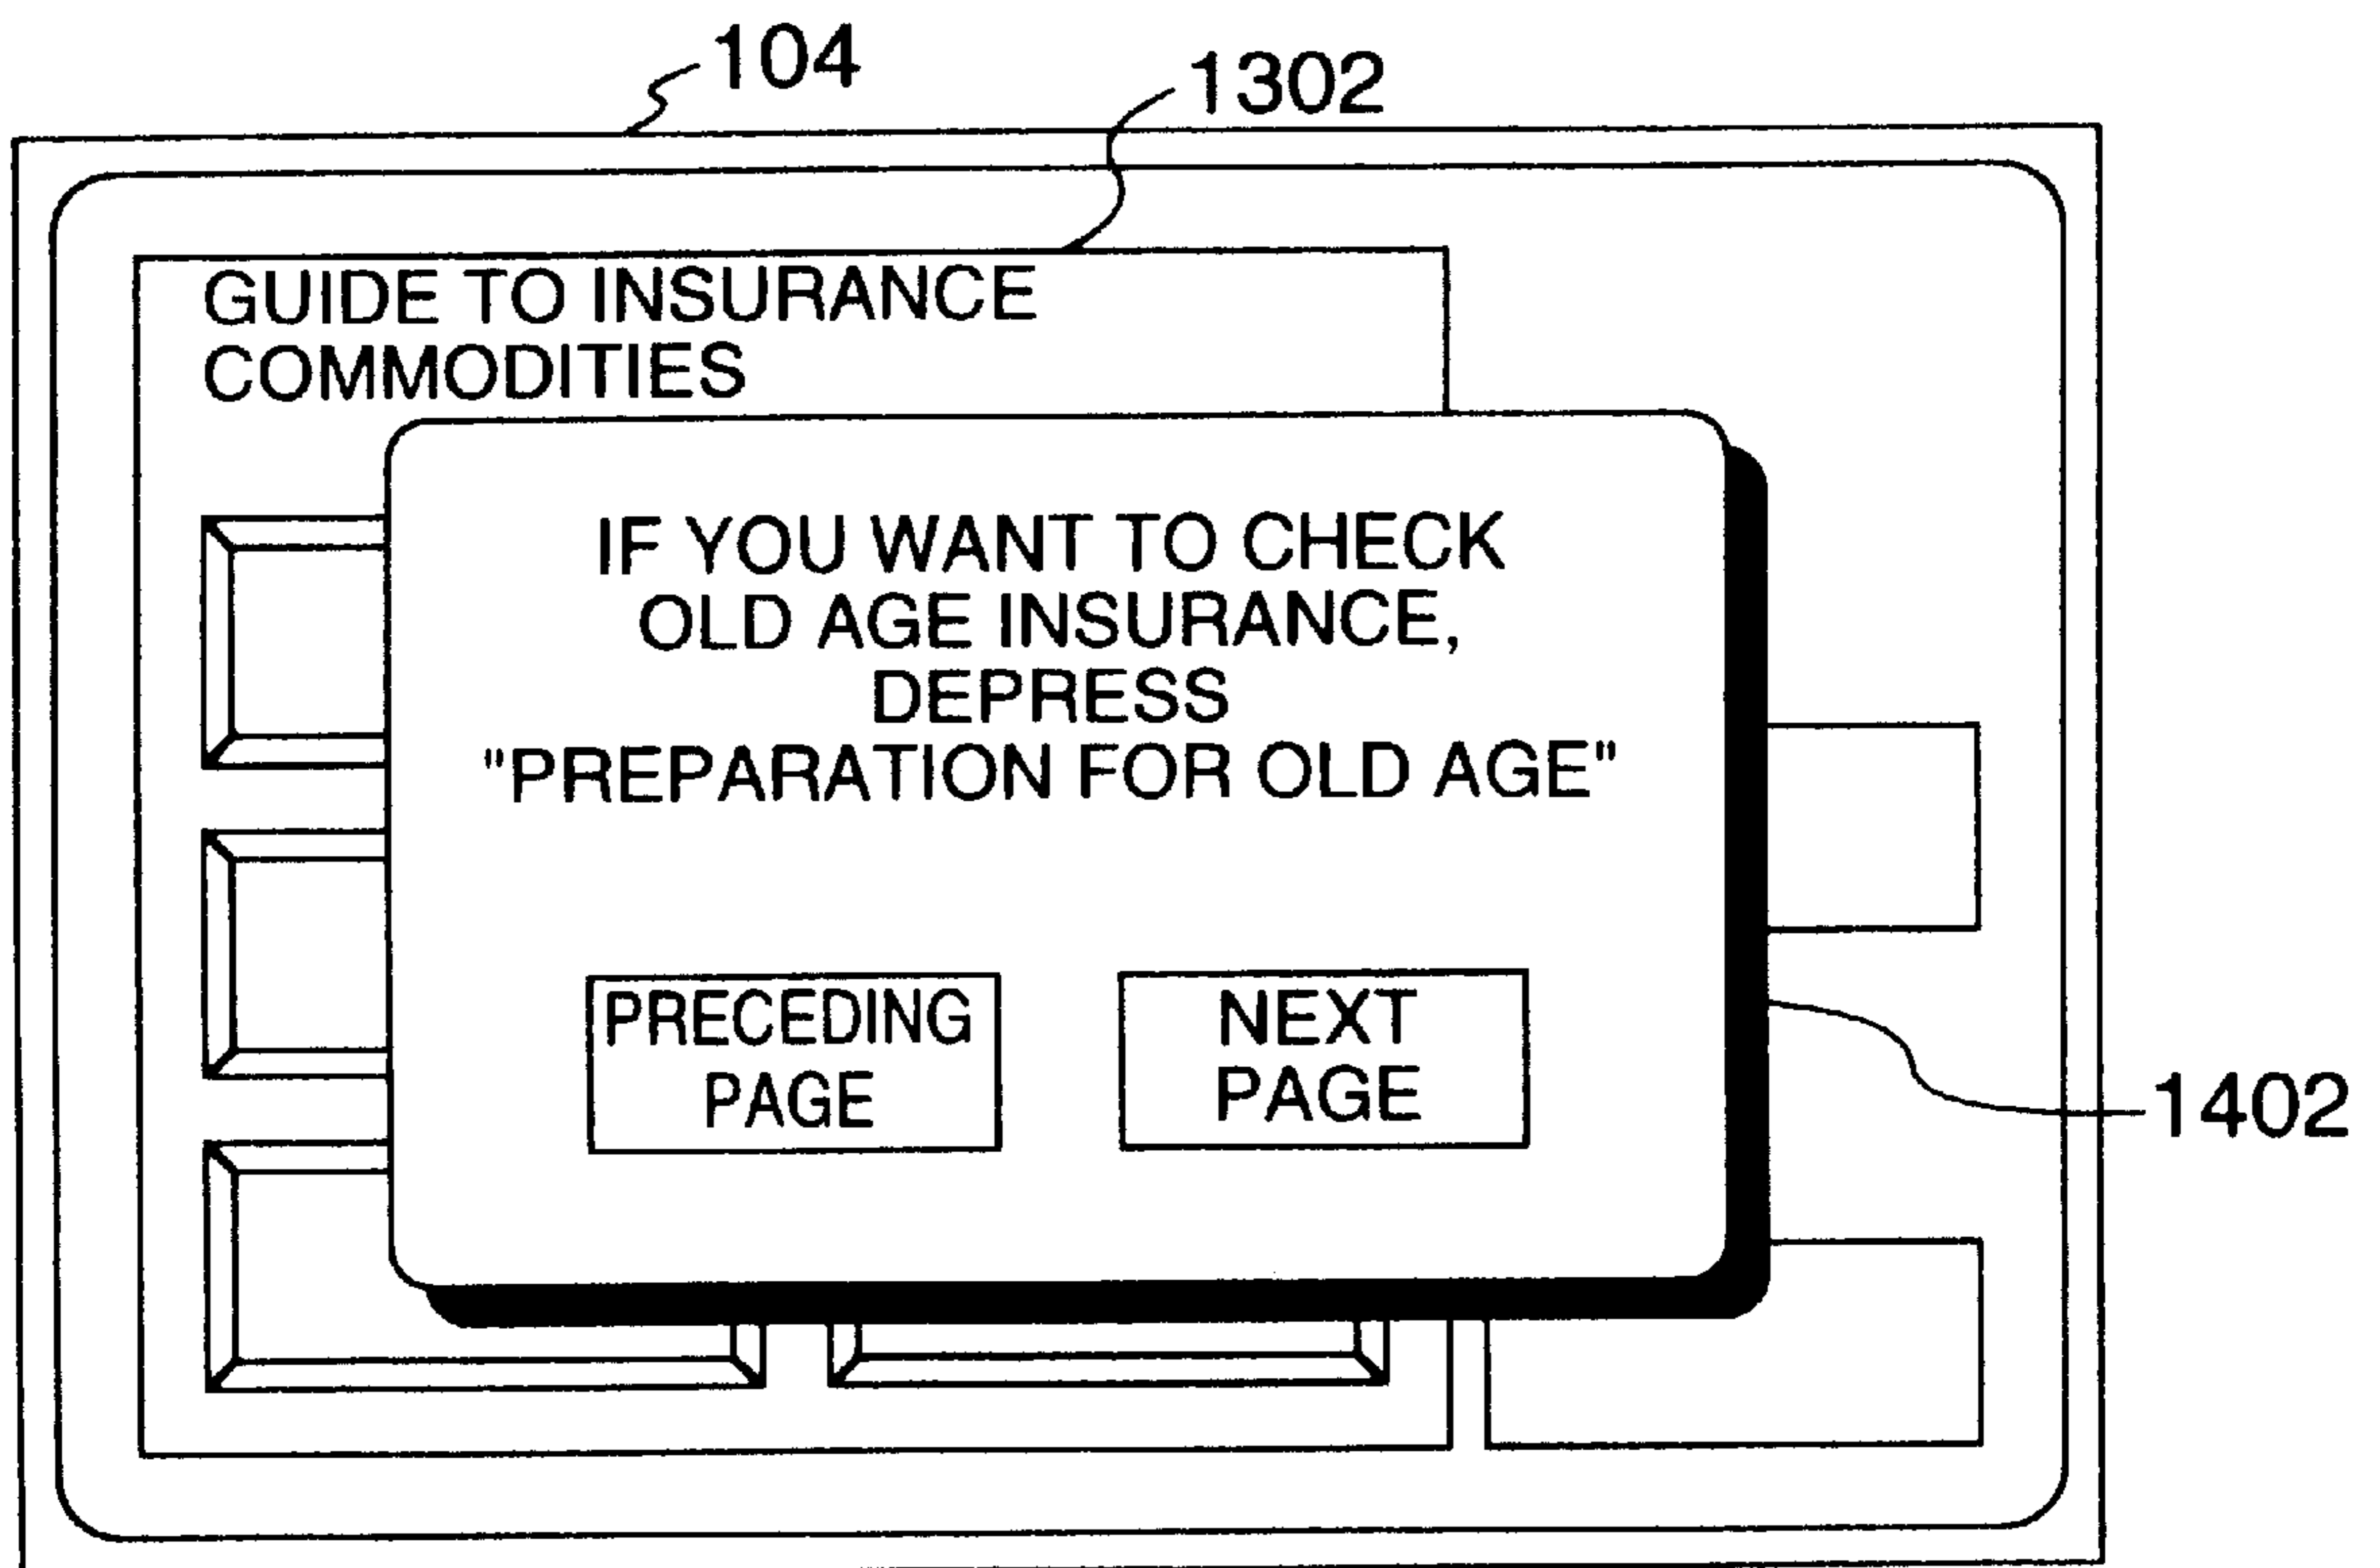 104
1302
GUIDE TO INSURANCE
COMMODITIES
IF YOU WANT TO CHECK
OLD AGE INSURANCE,
DEPRESS
"PREPARATION FOR OLD AGE"
PRECEDING
PAGE
NEXT
PAGE
1402